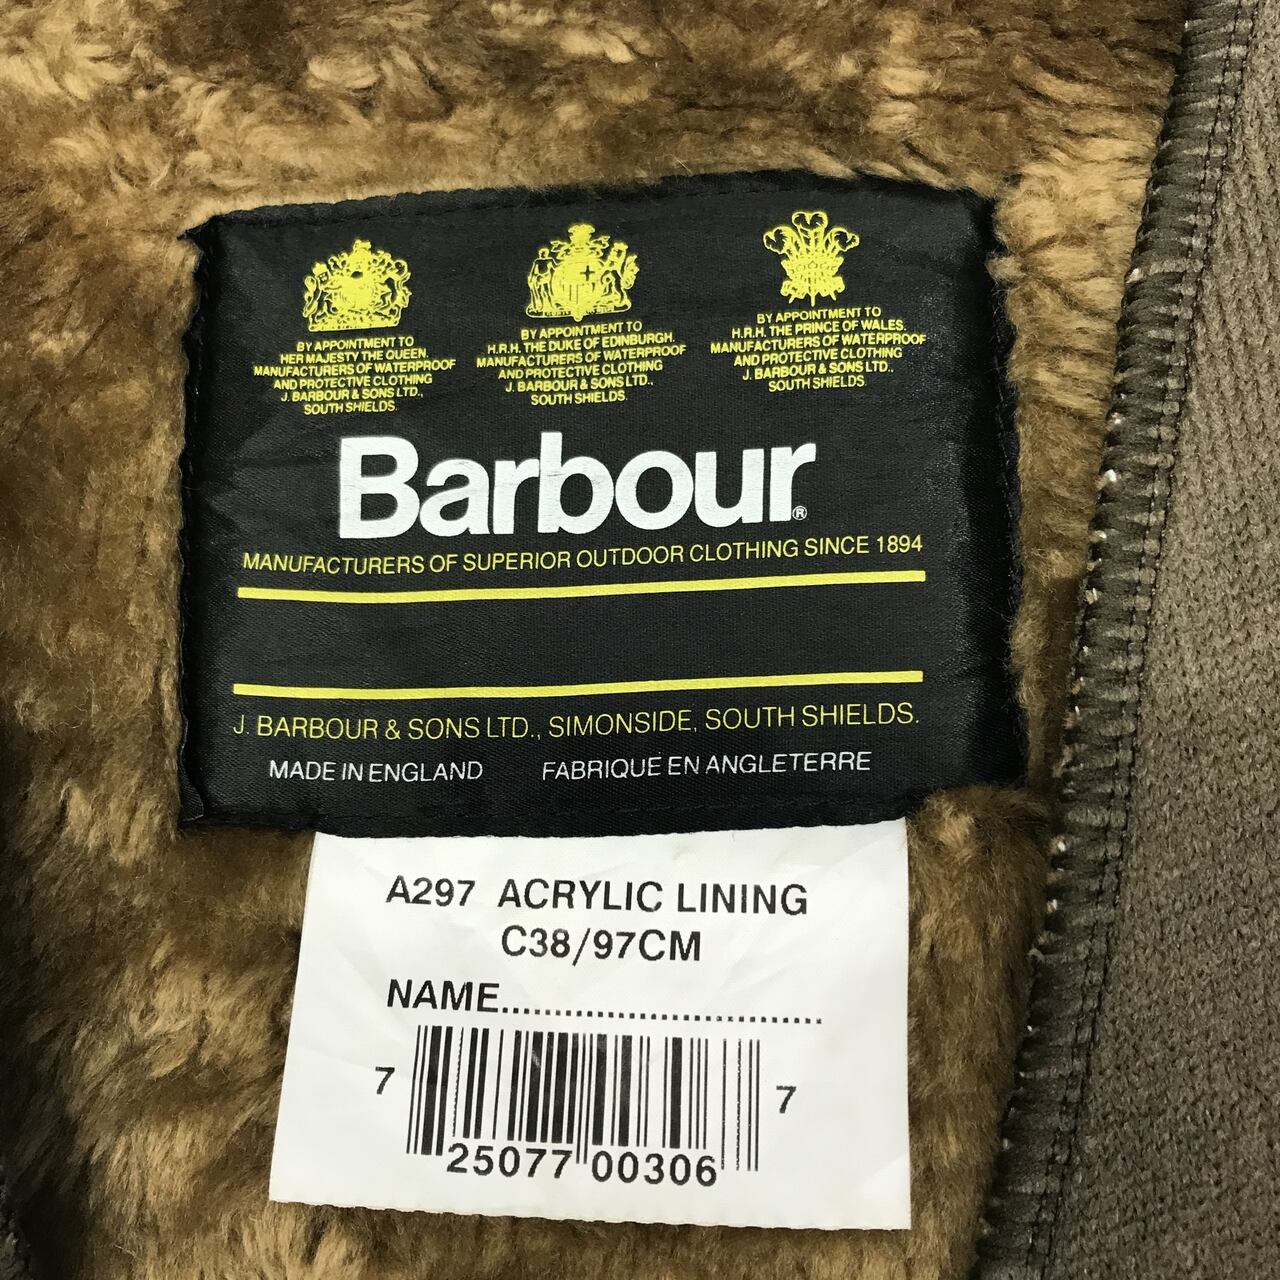 BY APPOINTMENT TO
HER MAJESTY THE QUEEN.
MANUFACTURERS OF WATERPROOF
AND PROTECTIVE CLOTHING
J. BARBOUR & SONS LTD.,
SOUTH SHIELDS.
BY APPOINTMENT TO
H.R.H. THE DUKE OF EDINBURGH.
MANUFACTURERS OF WATERPROOF
AND PROTECTIVE CLOTHING
J. BARBOUR & SONS LTD.,
SOUTH SHIELDS.
BY APPOINTMENT TO
H.R.H. THE PRINCE OF WALES.
MANUFACTURERS OF WATERPROOF
AND PROTECTIVE CLOTHING
J. BARBOUR & SONS LTD.,
SOUTH SHIELDS.
Barbour®
MANUFACTURERS OF SUPERIOR OUTDOOR CLOTHING SINCE 1894
J. BARBOUR & SONS LTD., SIMONSIDE, SOUTH SHIELDS.
MADE IN ENGLAND FABRIQUE EN ANGLETERRE
A297 ACRYLIC LINING
C38/97CM
NAME................................
7 25077 00306 7